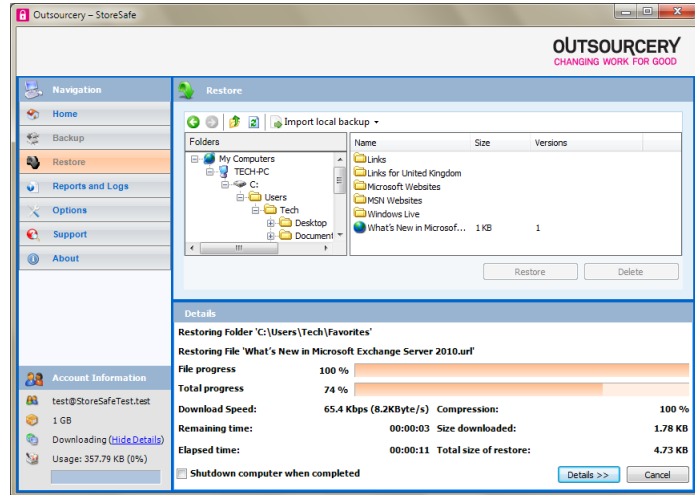 Outsourcery – StoreSafe
OUTSOURCERY
CHANGING WORK FOR GOOD
Navigation
Home
Backup
Restore
Reports and Logs
Options
Support
About
Restore
Import local backup
Folders
My Computers
TECH-PC
C:
Users
Tech
Desktop
Document
Name Size Versions
Links
Links for United Kingdom
Microsoft Websites
MSN Websites
Windows Live
What's New in Microsof... 1 KB 1
Restore Delete
Details
Restoring Folder 'C:\Users\Tech\Favorites'
Restoring File 'What's New in Microsoft Exchange Server 2010.url'
File progress 100 %
Total progress 74 %
Download Speed: 65.4 Kbps (8.2KByte/s) Compression: 100 %
Remaining time: 00:00:03 Size downloaded: 1.78 KB
Elapsed time: 00:00:11 Total size of restore: 4.73 KB
Shutdown computer when completed
Details >> Cancel
Account Information
test@StoreSafeTest.test
1 GB
Downloading (Hide Details)
Usage: 357.79 KB (0%)